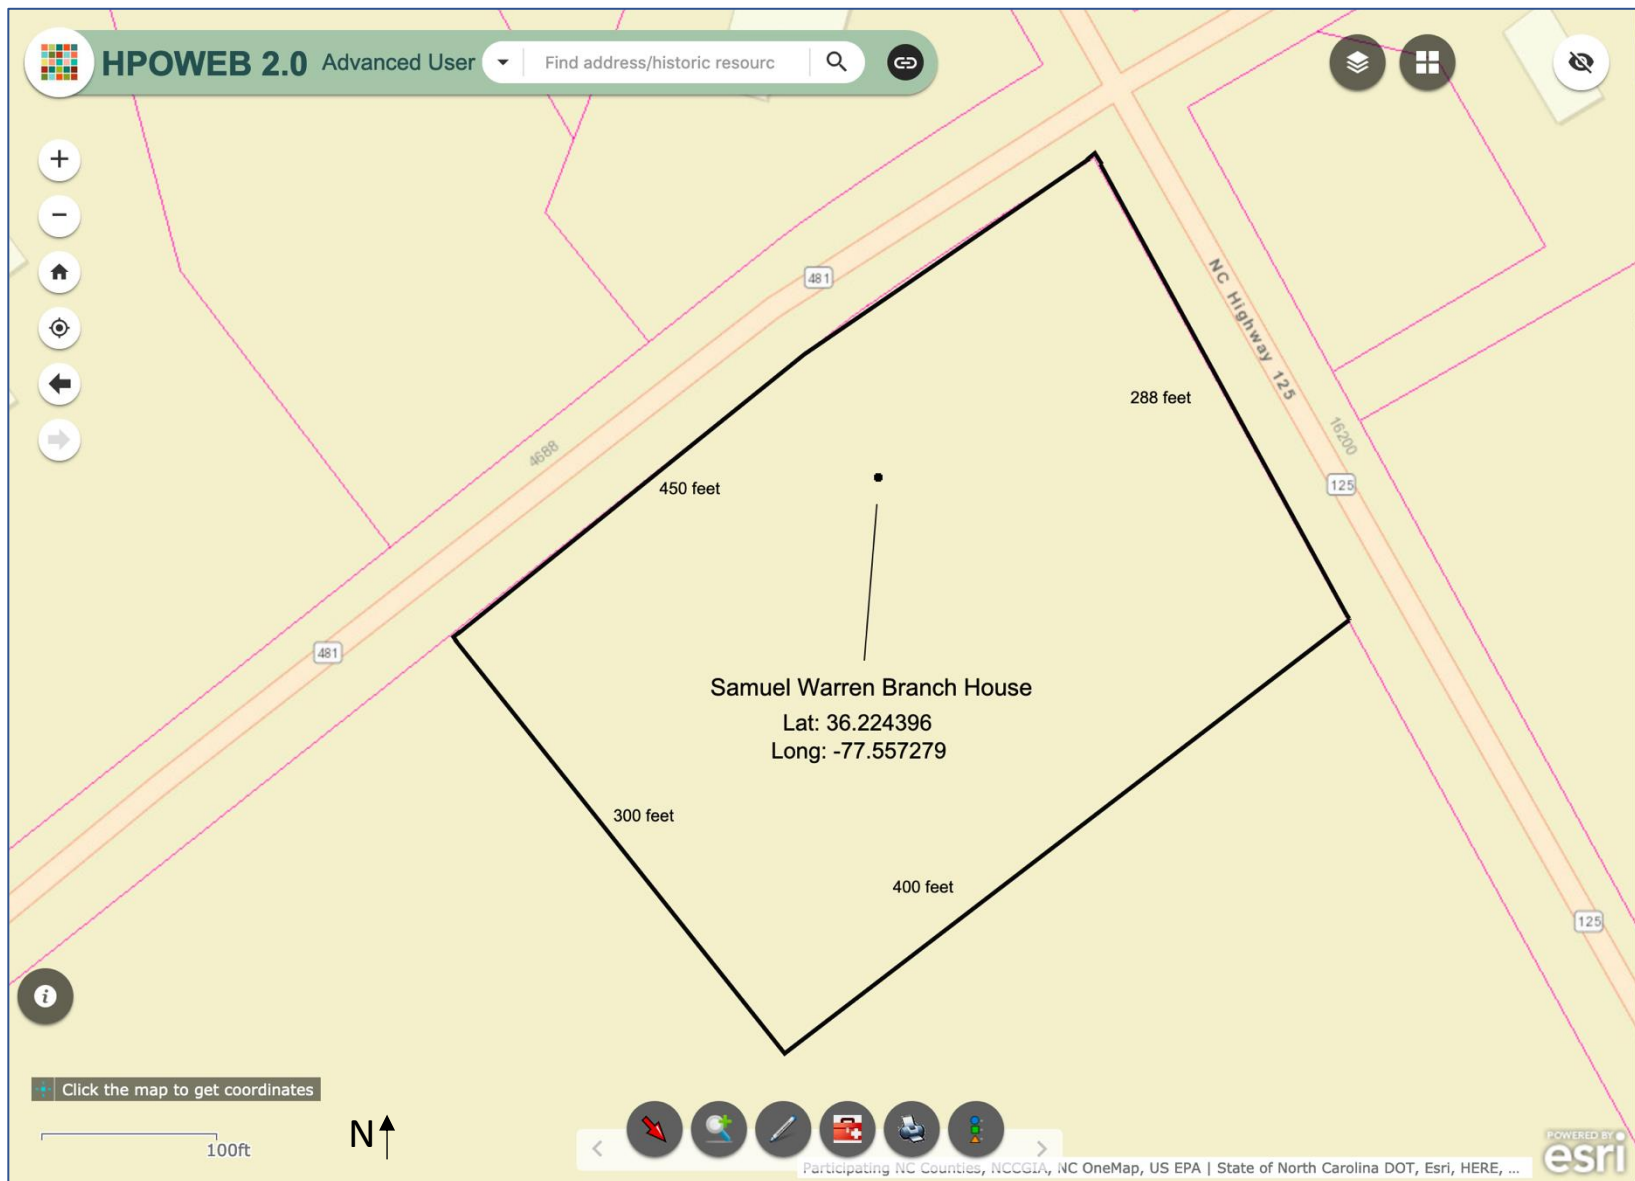 HPOWEB 2.0 Advanced User
Find address/historic resourc
481
NC Highway 125
288 feet
16200
4688
450 feet
125
481
Samuel Warren Branch House
Lat: 36.224396
Long: -77.557279
300 feet
400 feet
125
Click the map to get coordinates
N
100ft
Participating NC Counties, NCCGIA, NC OneMap, US EPA | State of North Carolina DOT, Esri, HERE, ...
POWERED BY
esri